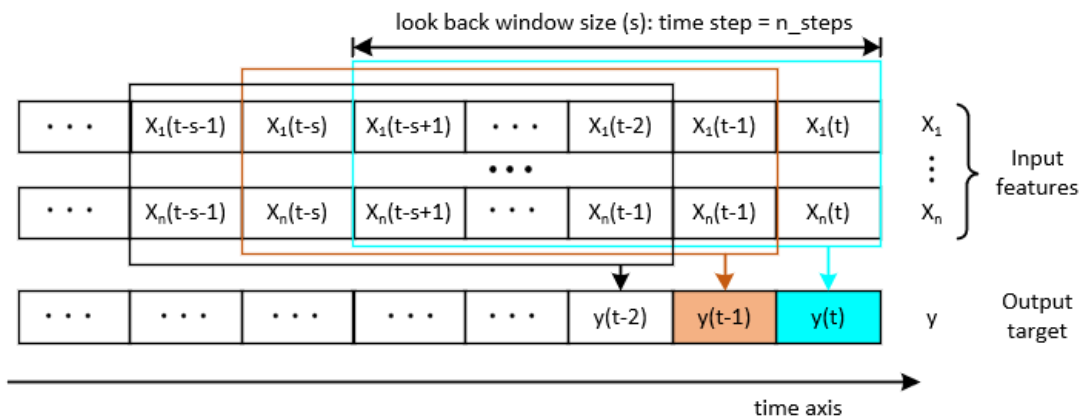 look back window size (s): time step = n_steps
• • • X₁(t-s-1) X₁(t-s) X₁(t-s+1) • • • X₁(t-2) X₁(t-1) X₁(t) X₁
• • • ⋮ Input
features
• • • Xₙ(t-s-1) Xₙ(t-s) Xₙ(t-s+1) • • • Xₙ(t-1) Xₙ(t-1) Xₙ(t) Xₙ
• • • • • • • • • • • • • • • y(t-2) y(t-1) y(t) y Output
target
time axis